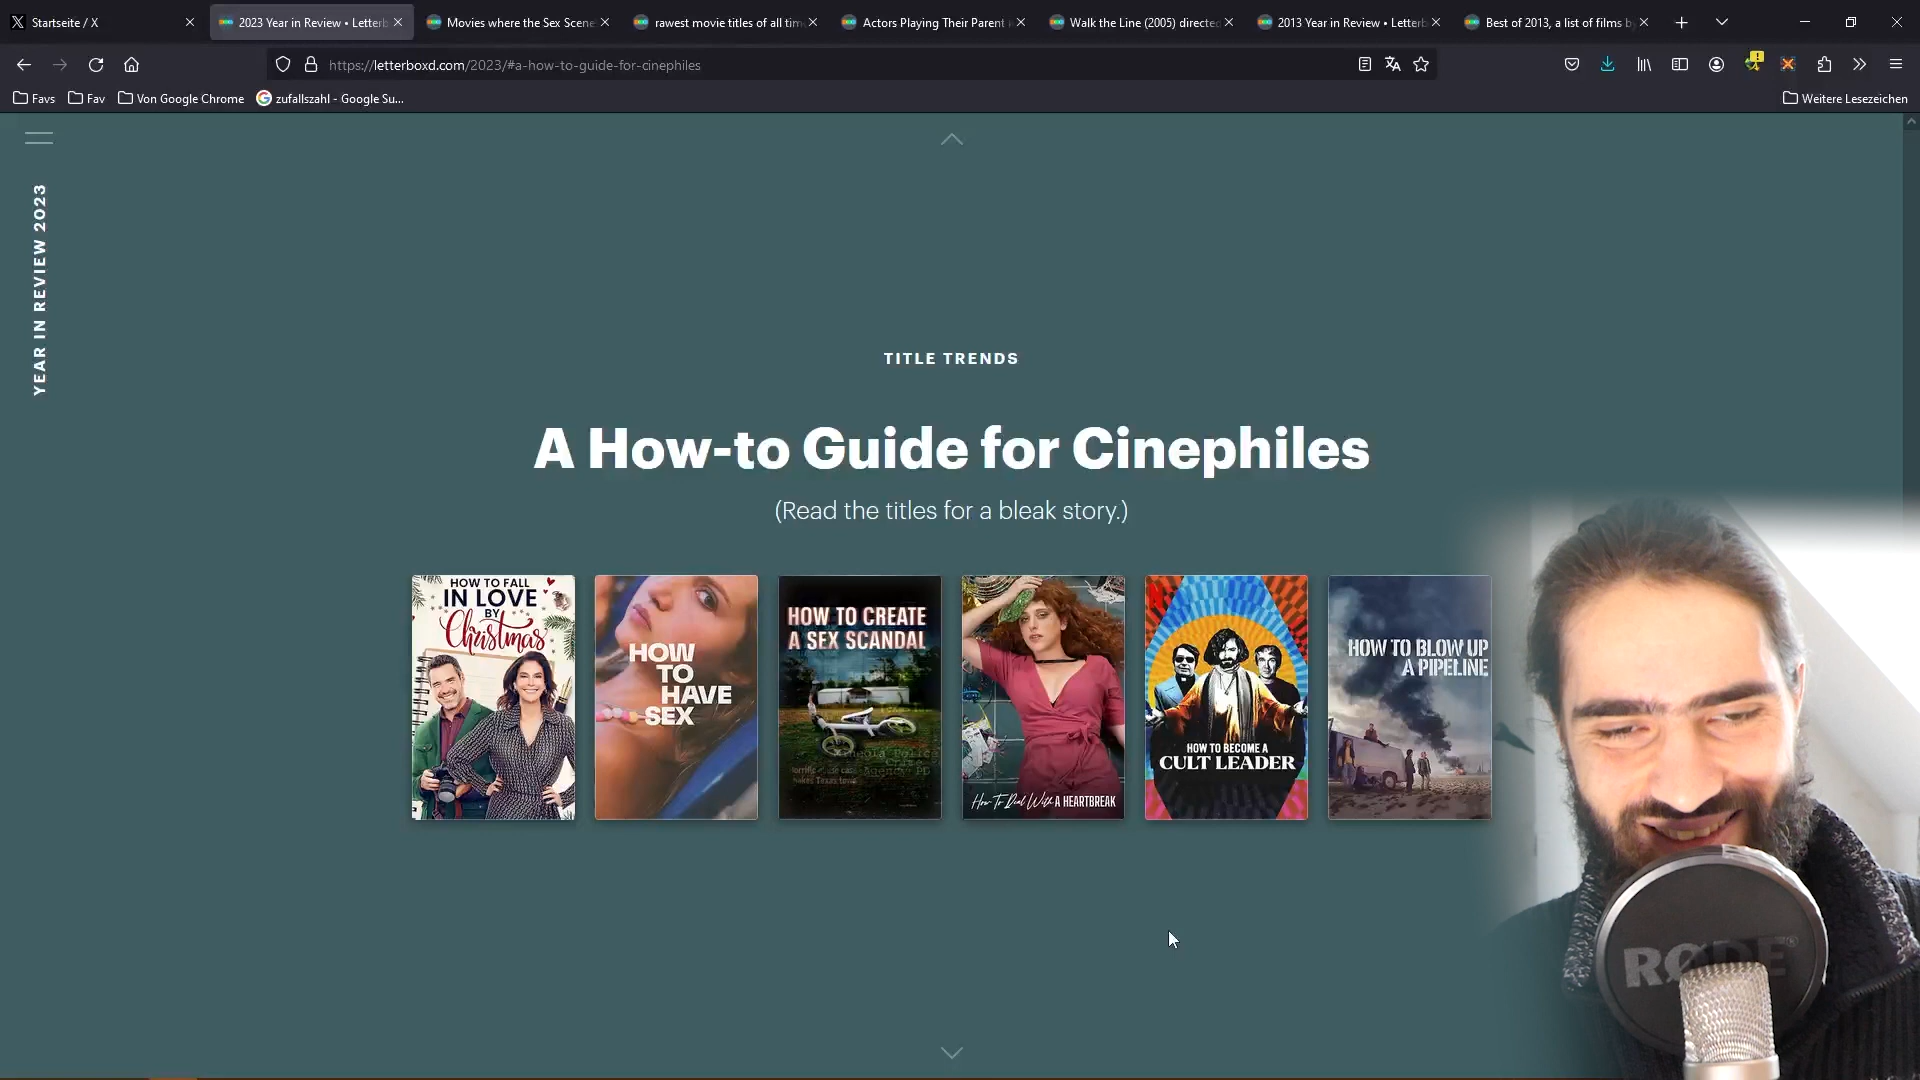 Startseite / X
2023 Year in Review • Letterb
Movies where the Sex Scene
rawest movie titles of all tim
Actors Playing Their Parent i
Walk the Line (2005) directed
2013 Year in Review • Letterb
Best of 2013, a list of films by
https://letterboxd.com/2023/#a-how-to-guide-for-cinephiles
Favs
Fav
Von Google Chrome
zufallszahl - Google Su...
Weitere Lesezeichen
YEAR IN REVIEW 2023
TITLE TRENDS
A How-to Guide for Cinephiles
(Read the titles for a bleak story.)
HOW TO FALL
IN LOVE
BY
Christmas
HOW
TO
HAVE
SEX
HOW TO CREATE
A SEX SCANDAL
How To Deal With A HEARTBREAK
HOW TO BECOME A
CULT LEADER
HOW TO BLOW UP
A PIPELINE
RØDE